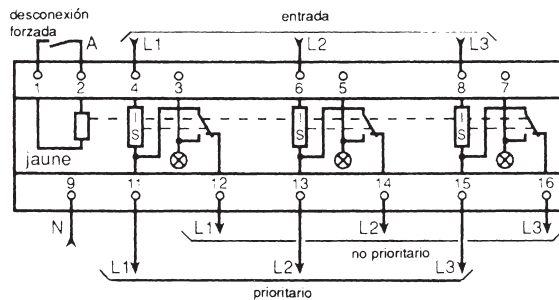 desconexión
forzada
entrada
A
L1
L2
L3
1
2
4
3
6
5
8
7
I
S
I
S
I
S
jaune
9
11
12
13
14
15
16
N
L1
L2
L3
no prioritario
L1
L2
L3
prioritario